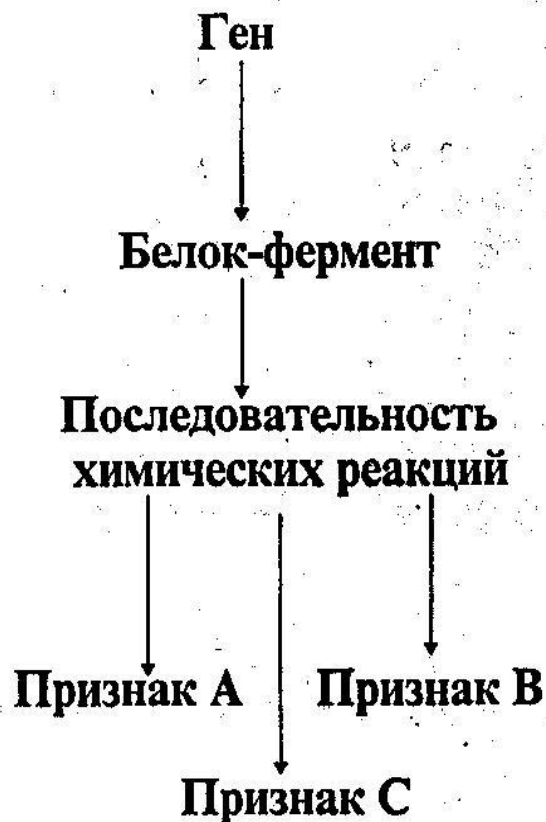 Ген
Белок-фермент
Последовательность
химических реакций
Признак А
Признак В
Признак С